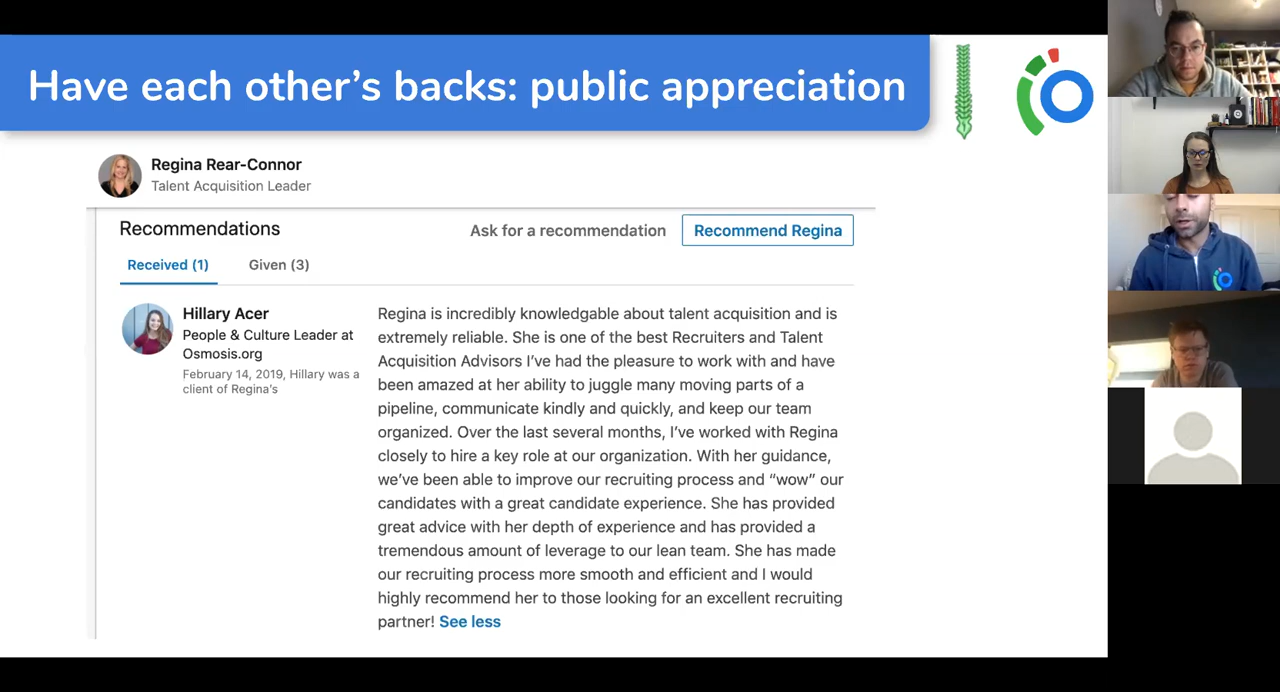 Have each other’s backs: public appreciation
Regina Rear-Connor
Talent Acquisition Leader
Recommendations
Ask for a recommendation
Recommend Regina
Received (1)
Given (3)
Hillary Acer
People & Culture Leader at
Osmosis.org
February 14, 2019, Hillary was a
client of Regina’s
Regina is incredibly knowledgable about talent acquisition and is
extremely reliable. She is one of the best Recruiters and Talent
Acquisition Advisors I’ve had the pleasure to work with and have
been amazed at her ability to juggle many moving parts of a
pipeline, communicate kindly and quickly, and keep our team
organized. Over the last several months, I’ve worked with Regina
closely to hire a key role at our organization. With her guidance,
we’ve been able to improve our recruiting process and “wow” our
candidates with a great candidate experience. She has provided
great advice with her depth of experience and has provided a
tremendous amount of leverage to our lean team. She has made
our recruiting process more smooth and efficient and I would
highly recommend her to those looking for an excellent recruiting
partner! See less